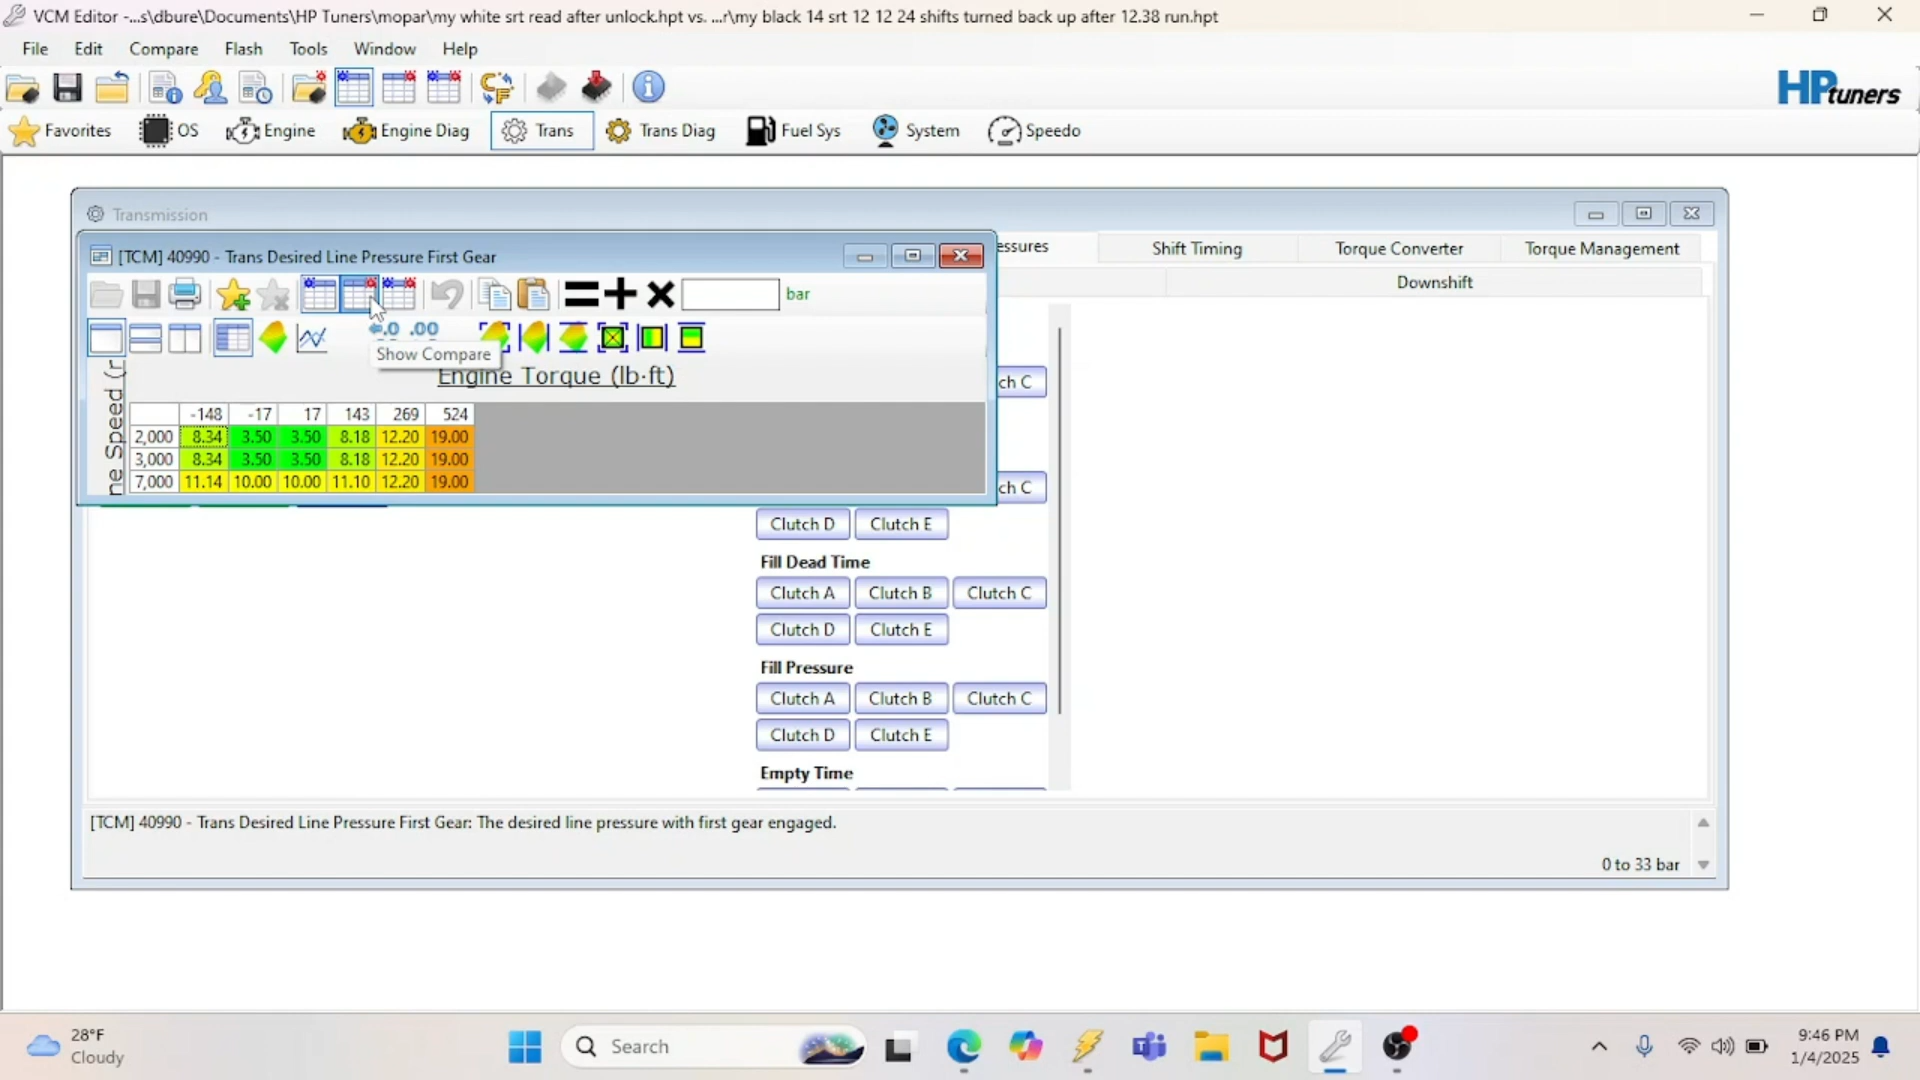 VCM Editor -...s\dbure\Documents\HP Tuners\mopar\my white srt read after unlock.hpt vs. ...r\my black 14 srt 12 12 24 shifts turned back up after 12.38 run.hpt
File Edit Compare Flash Tools Window Help
HPtuners
Favorites OS Engine Engine Diag Trans Trans Diag Fuel Sys System Speedo
Transmission
essures Shift Timing Torque Converter Torque Management
[TCM] 40990 - Trans Desired Line Pressure First Gear
Downshift
bar
Show Compare
Engine Torque (lb·ft)
ne Speed (r
-148 -17 17 143 269 524
2,000 8.34 3.50 3.50 8.18 12.20 19.00
3,000 8.34 3.50 3.50 8.18 12.20 19.00
7,000 11.14 10.00 10.00 11.10 12.20 19.00
ch C
ch C
Clutch D Clutch E
Fill Dead Time
Clutch A Clutch B Clutch C
Clutch D Clutch E
Fill Pressure
Clutch A Clutch B Clutch C
Clutch D Clutch E
Empty Time
[TCM] 40990 - Trans Desired Line Pressure First Gear: The desired line pressure with first gear engaged.
0 to 33 bar
28°F
Cloudy
Search
9:46 PM
1/4/2025